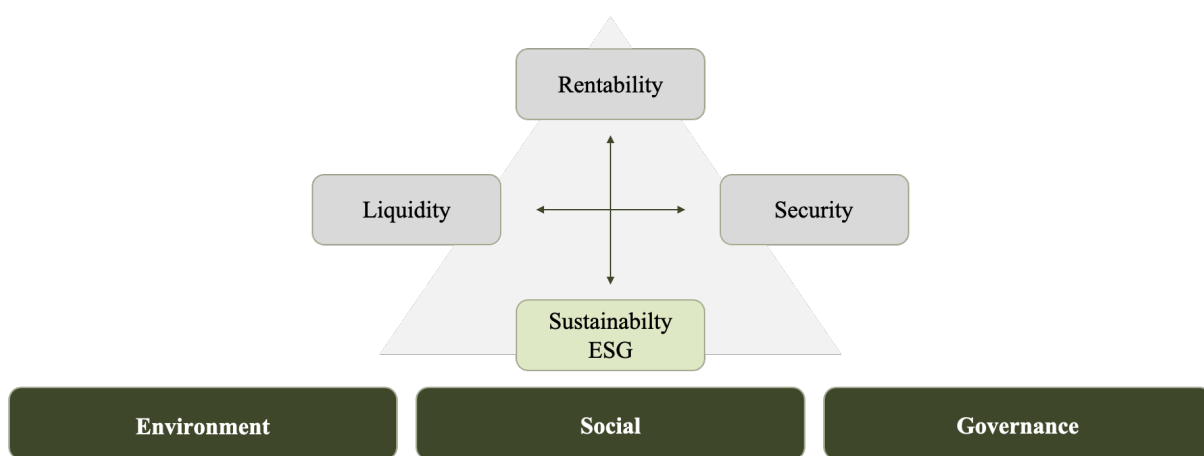 Rentability
Liquidity
Security
Sustainabilty
ESG
Environment
Social
Governance